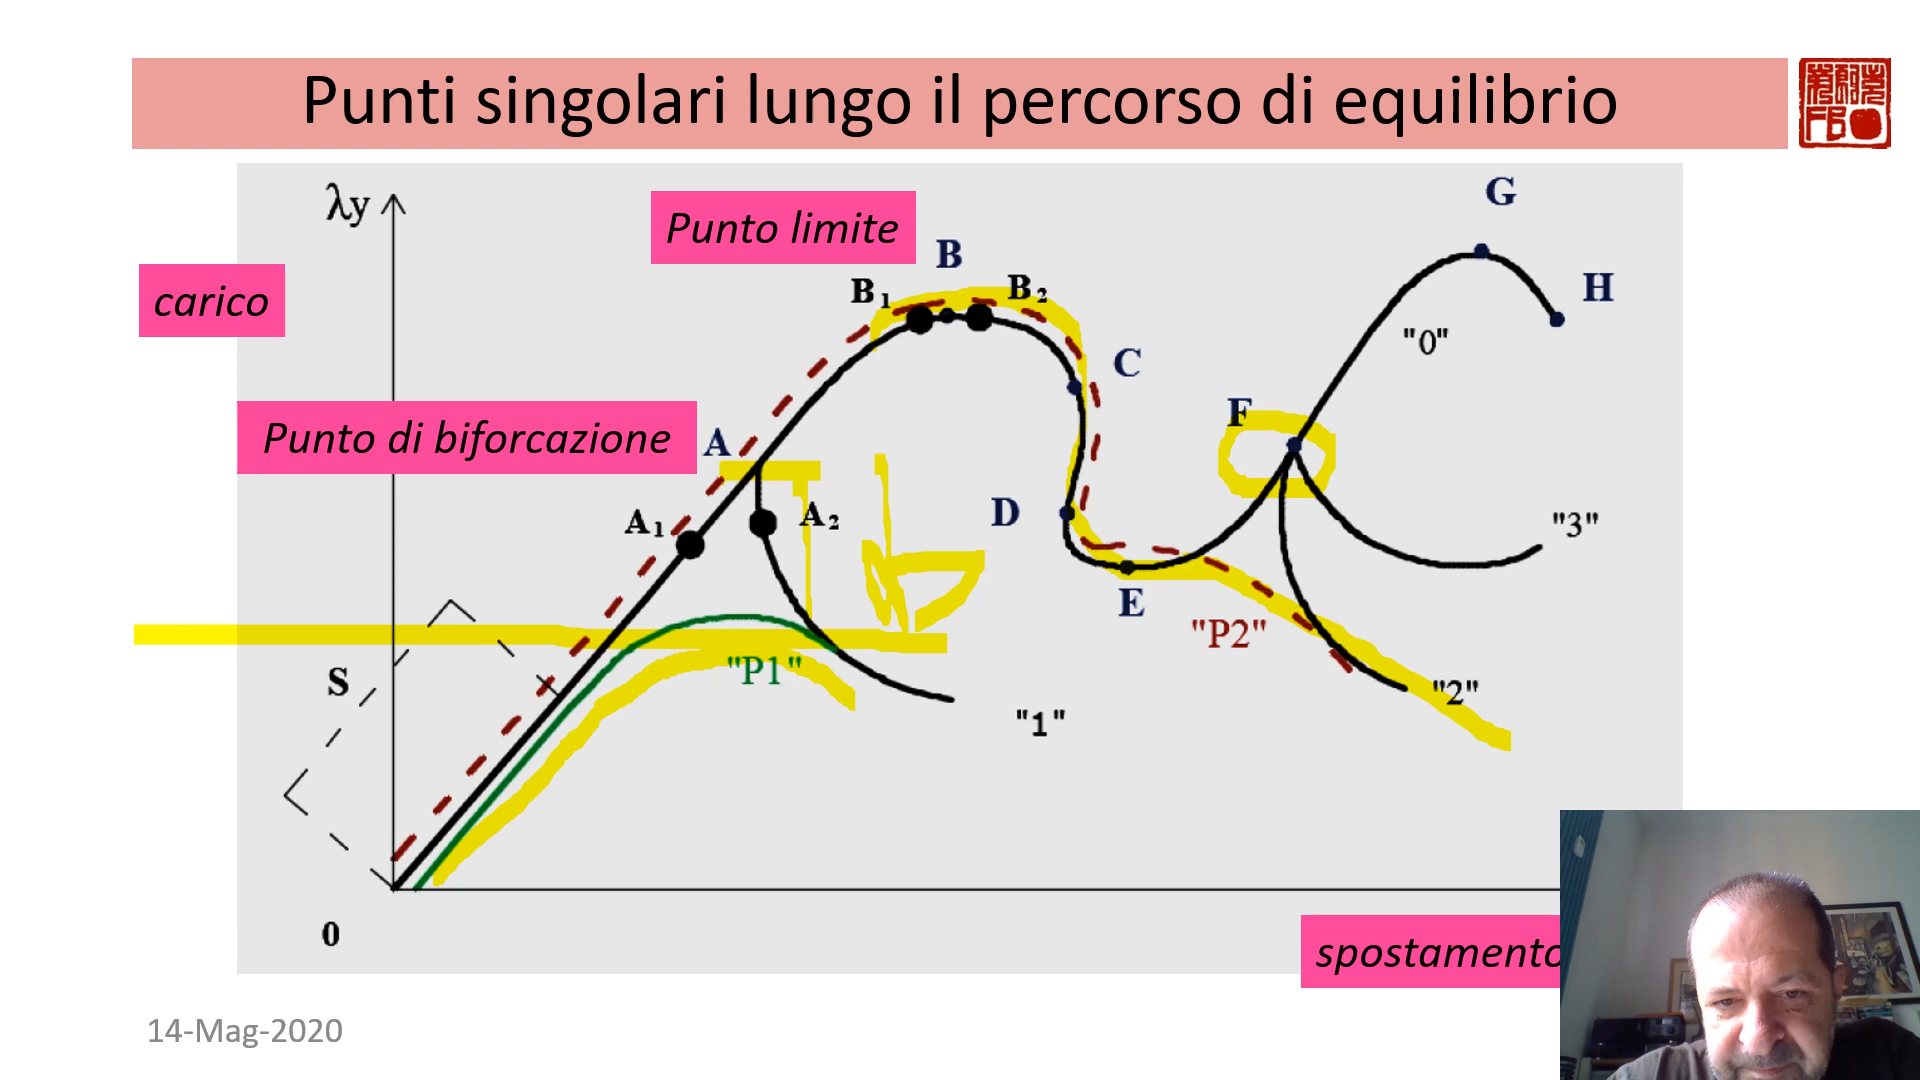 Punti singolari lungo il percorso di equilibrio
λy
carico
Punto limite
B
B1
B2
G
H
"0"
C
F
Punto di biforcazione
A
A1
A2
D
"3"
E
"P2"
S
"P1"
"2"
"1"
0
spostamento
14-Mag-2020